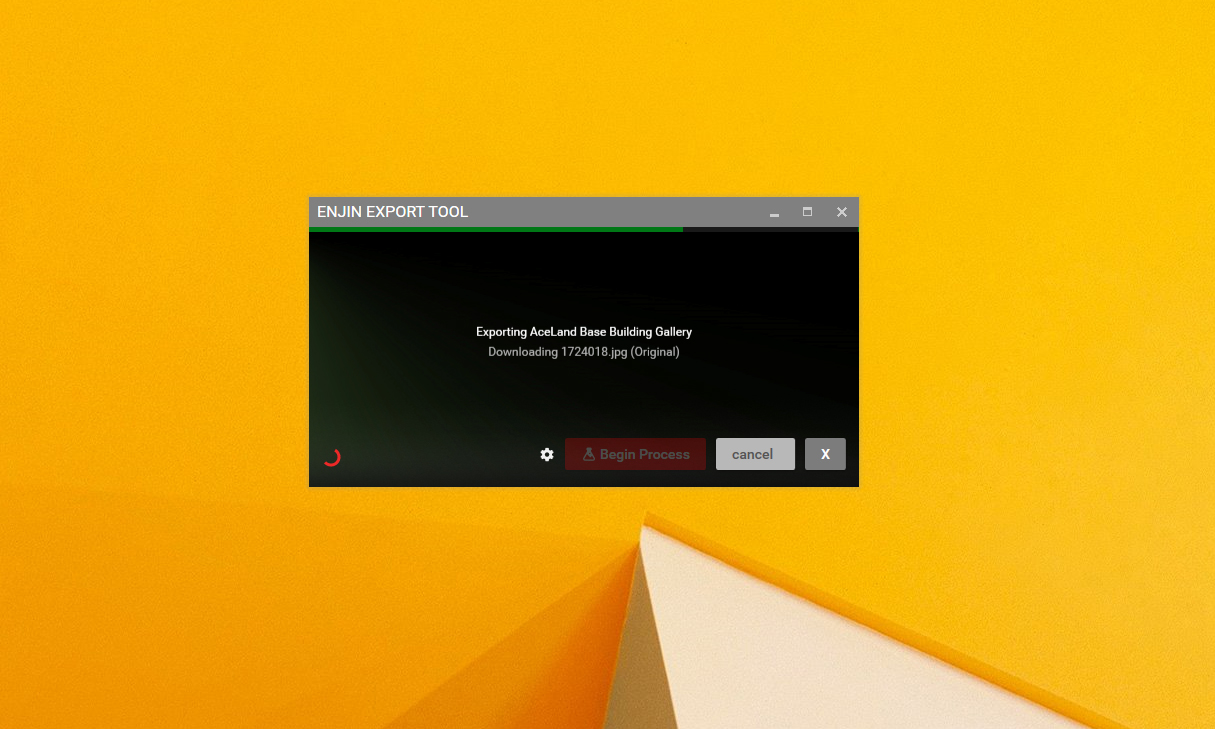 ENJIN EXPORT TOOL
Exporting AceLand Base Building Gallery
Downloading 1724018.jpg (Original)
Begin Process
cancel
X